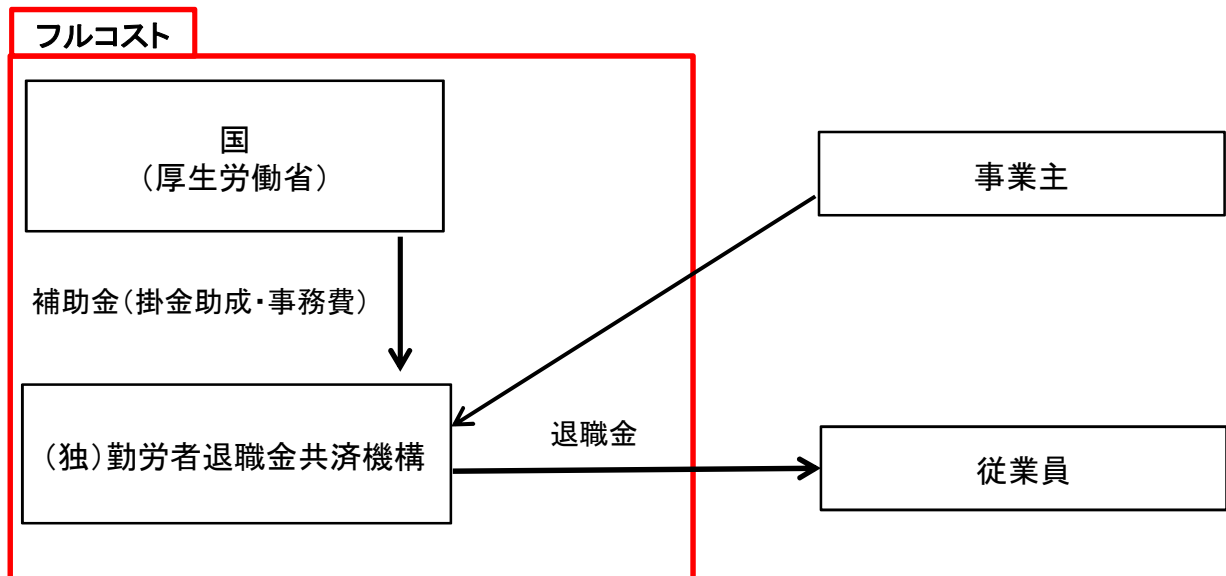 フルコスト
国
（厚生労働省）
事業主
補助金（掛金助成・事務費）
（独）勤労者退職金共済機構
退職金
従業員